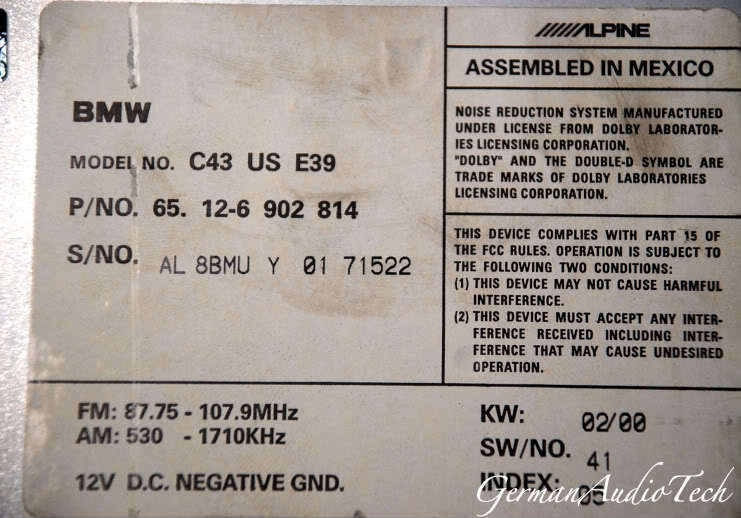 BMW
MODEL NO. C43 US E39
P/NO. 65. 12-6 902 814
S/NO. AL 8BMU Y 01 71522
ALPINE
ASSEMBLED IN MEXICO
NOISE REDUCTION SYSTEM MANUFACTURED
UNDER LICENSE FROM DOLBY LABORATOR-
IES LICENSING CORPORATION.
"DOLBY" AND THE DOUBLE-D SYMBOL ARE
TRADE MARKS OF DOLBY LABORATORIES
LICENSING CORPORATION.
THIS DEVICE COMPLIES WITH PART 15 OF
THE FCC RULES. OPERATION IS SUBJECT TO
THE FOLLOWING TWO CONDITIONS:
(1) THIS DEVICE MAY NOT CAUSE HARMFUL
INTERFERENCE.
(2) THIS DEVICE MUST ACCEPT ANY INTER-
FERENCE RECEIVED INCLUDING INTER-
FERENCE THAT MAY CAUSE UNDESIRED
OPERATION.
FM: 87.75 - 107.9MHz
AM: 530 - 1710KHz
12V D.C. NEGATIVE GND.
KW: 02/00
SW/NO. 41
INDEX: 05
GermanAudioTech